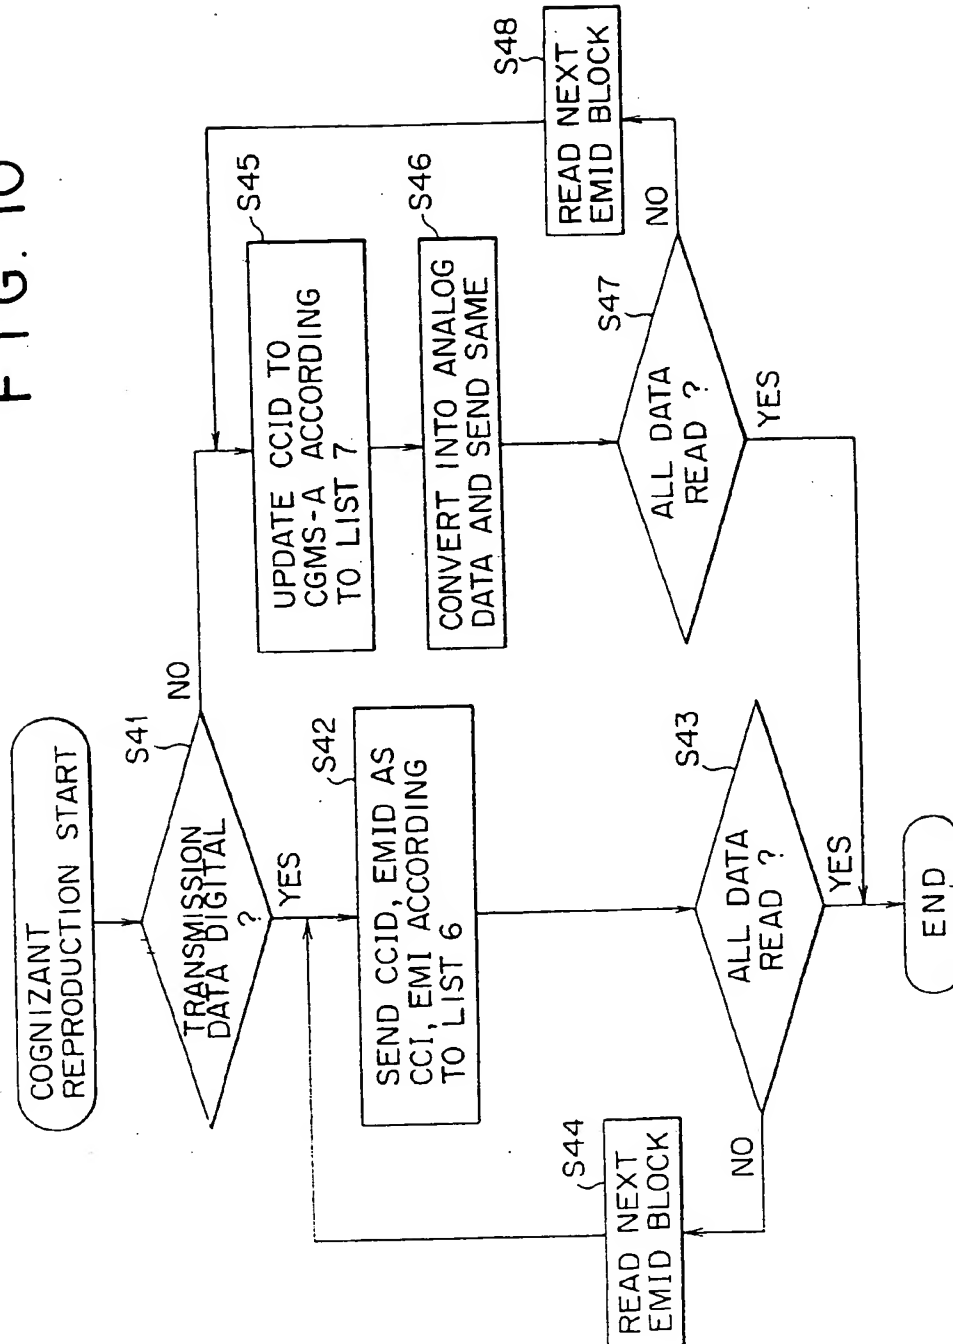 FIG. 10
COGNIZANT
REPRODUCTION START
S41
TRANSMISSION
DATA DIGITAL
?
NO
YES
S42
SEND CCID, EMID AS
CCI, EMI ACCORDING
TO LIST 6
S43
ALL DATA
READ ?
NO
YES
S44
READ NEXT
EMID BLOCK
S45
UPDATE CCID TO
CGMS-A ACCORDING
TO LIST 7
S46
CONVERT INTO ANALOG
DATA AND SEND SAME
S47
ALL DATA
READ ?
NO
YES
S48
READ NEXT
EMID BLOCK
END